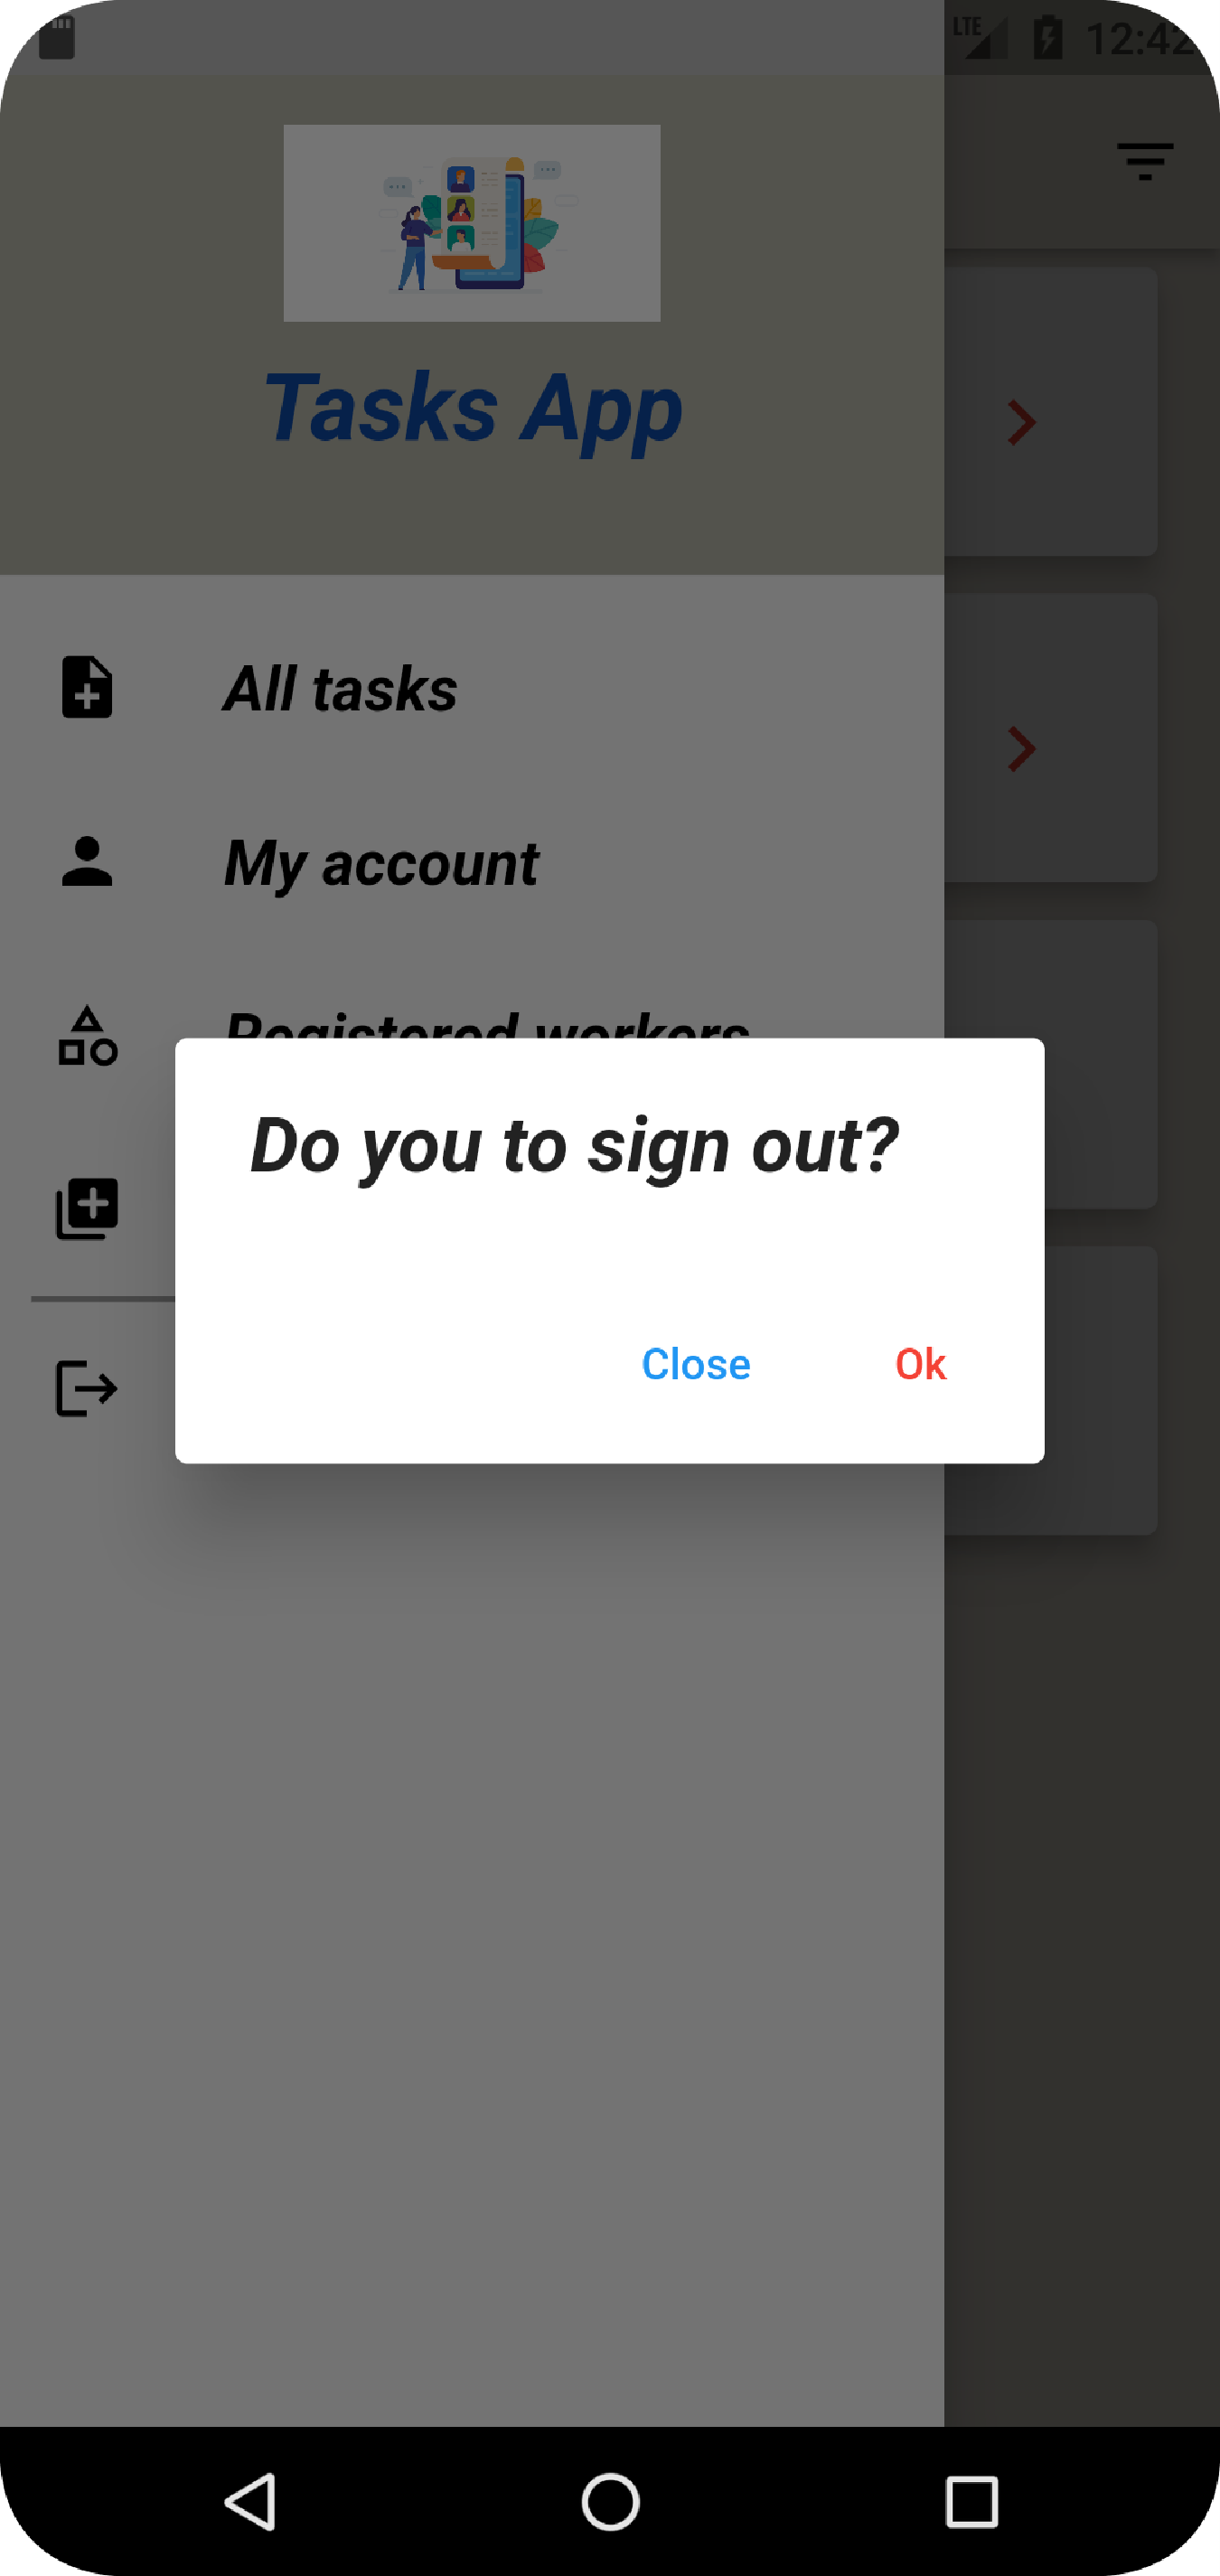 LTE 12:42
Tasks App
All tasks
My account
Registered workers
Do you to sign out?
Close Ok